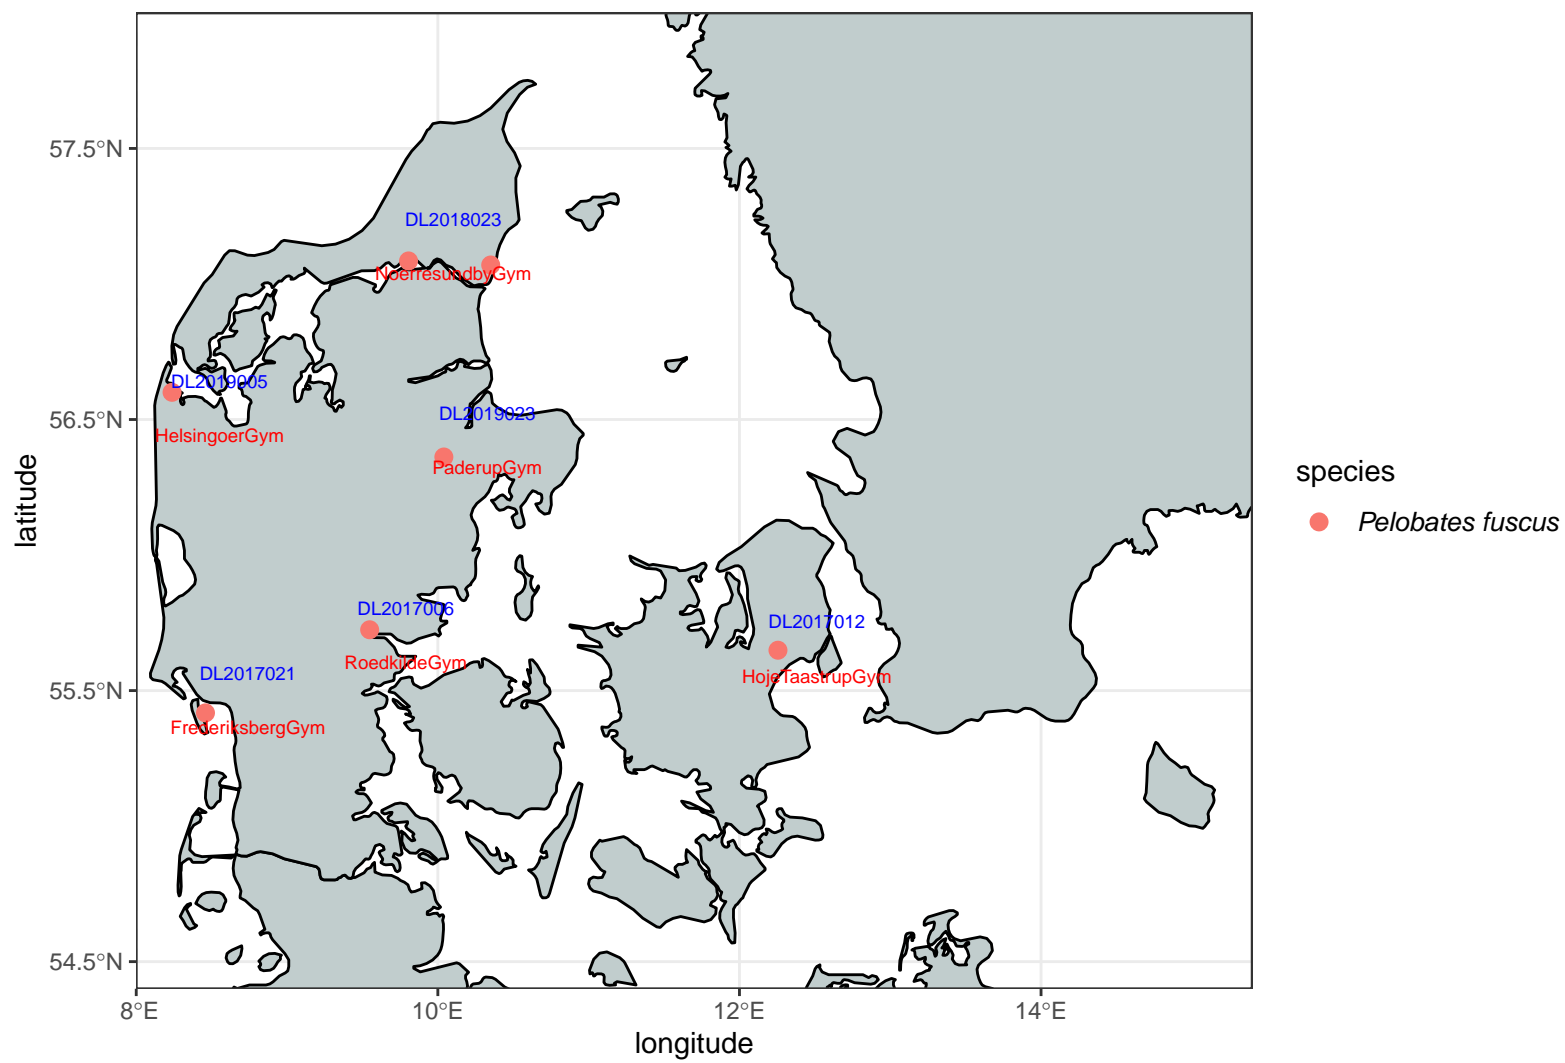 57.5°N
DL2018023
NoerresundbyGym
DL2019005
56.5°N
DL2019023
HelsingoerGym
PaderupGym
latitude
species
Pelobates fuscus
DL2017006
DL2017012
RoedkildeGym
DL2017021
HojeTaastrupGym
55.5°N
FrederiksbergGym
54.5°N
8°E
10°E
12°E
14°E
longitude